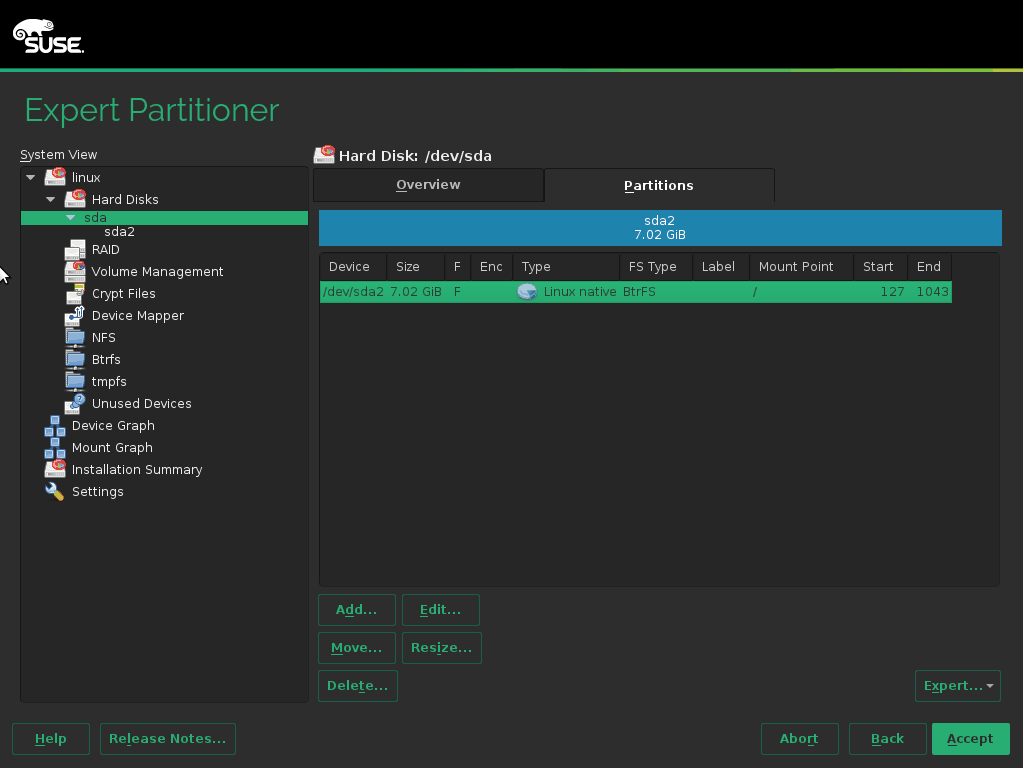 SUSE.
Expert Partitioner
System View
linux
Hard Disks
sda
sda2
RAID
Volume Management
Crypt Files
Device Mapper
NFS
Btrfs
tmpfs
Unused Devices
Device Graph
Mount Graph
Installation Summary
Settings
Hard Disk: /dev/sda
Overview Partitions
sda2
7.02 GiB
Device Size F Enc Type FS Type Label Mount Point Start End
/dev/sda2 7.02 GiB F Linux native BtrFS / 127 1043
Add... Edit...
Move... Resize...
Delete... Expert...
Help Release Notes... Abort Back Accept